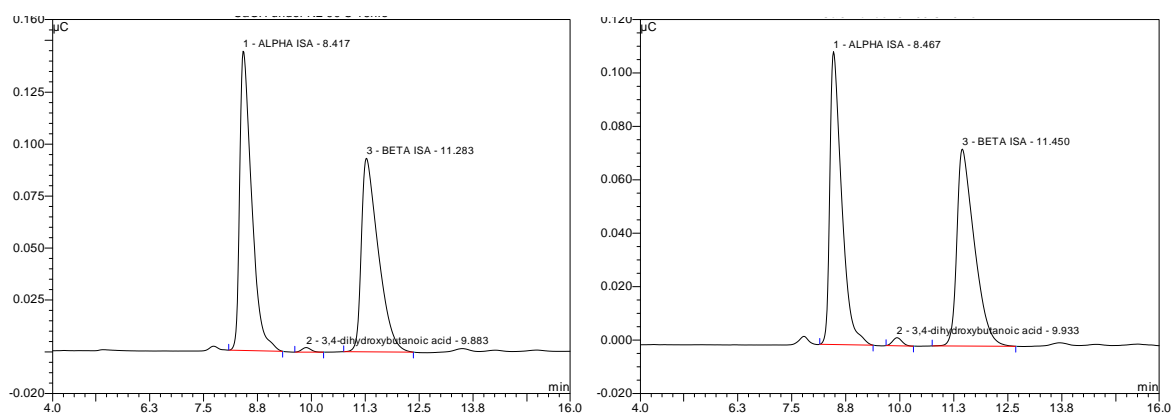 0.160
µC
1 - ALPHA ISA - 8.417
0.125
0.100
3 - BETA ISA - 11.283
0.075
0.050
0.025
2 - 3,4-dihydroxybutanoic acid - 9.883
min
-0.020
4.0 6.3 7.5 8.8 10.0 11.3 12.5 13.8 16.0
0.120
µC
1 - ALPHA ISA - 8.467
0.100
0.080
3 - BETA ISA - 11.450
0.060
0.040
0.020
2 - 3,4-dihydroxybutanoic acid - 9.933
0.000
min
-0.020
4.0 6.3 7.5 8.8 10.0 11.3 12.5 13.8 16.0